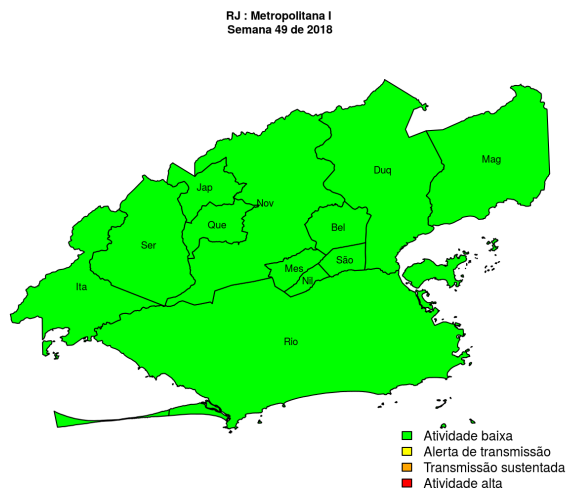 RJ : Metropolitana I
Semana 49 de 2018
Duq
Mag
Jap
Nov
Que
Bel
Ser
São
Mes
Nil
Ita
Rio
Atividade baixa
Alerta de transmissão
Transmissão sustentada
Atividade alta